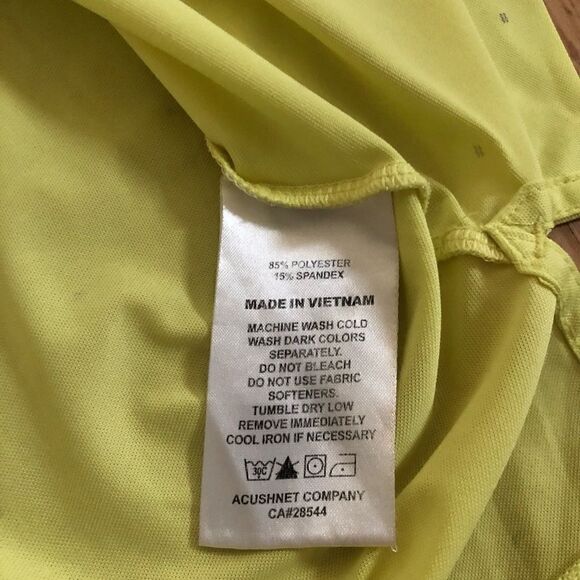 85% POLYESTER
15% SPANDEX
MADE IN VIETNAM
MACHINE WASH COLD
WASH DARK COLORS
SEPARATELY.
DO NOT BLEACH
DO NOT USE FABRIC
SOFTENERS.
TUMBLE DRY LOW
REMOVE IMMEDIATELY
COOL IRON IF NECESSARY
30C
ACUSHNET COMPANY
CA#28544